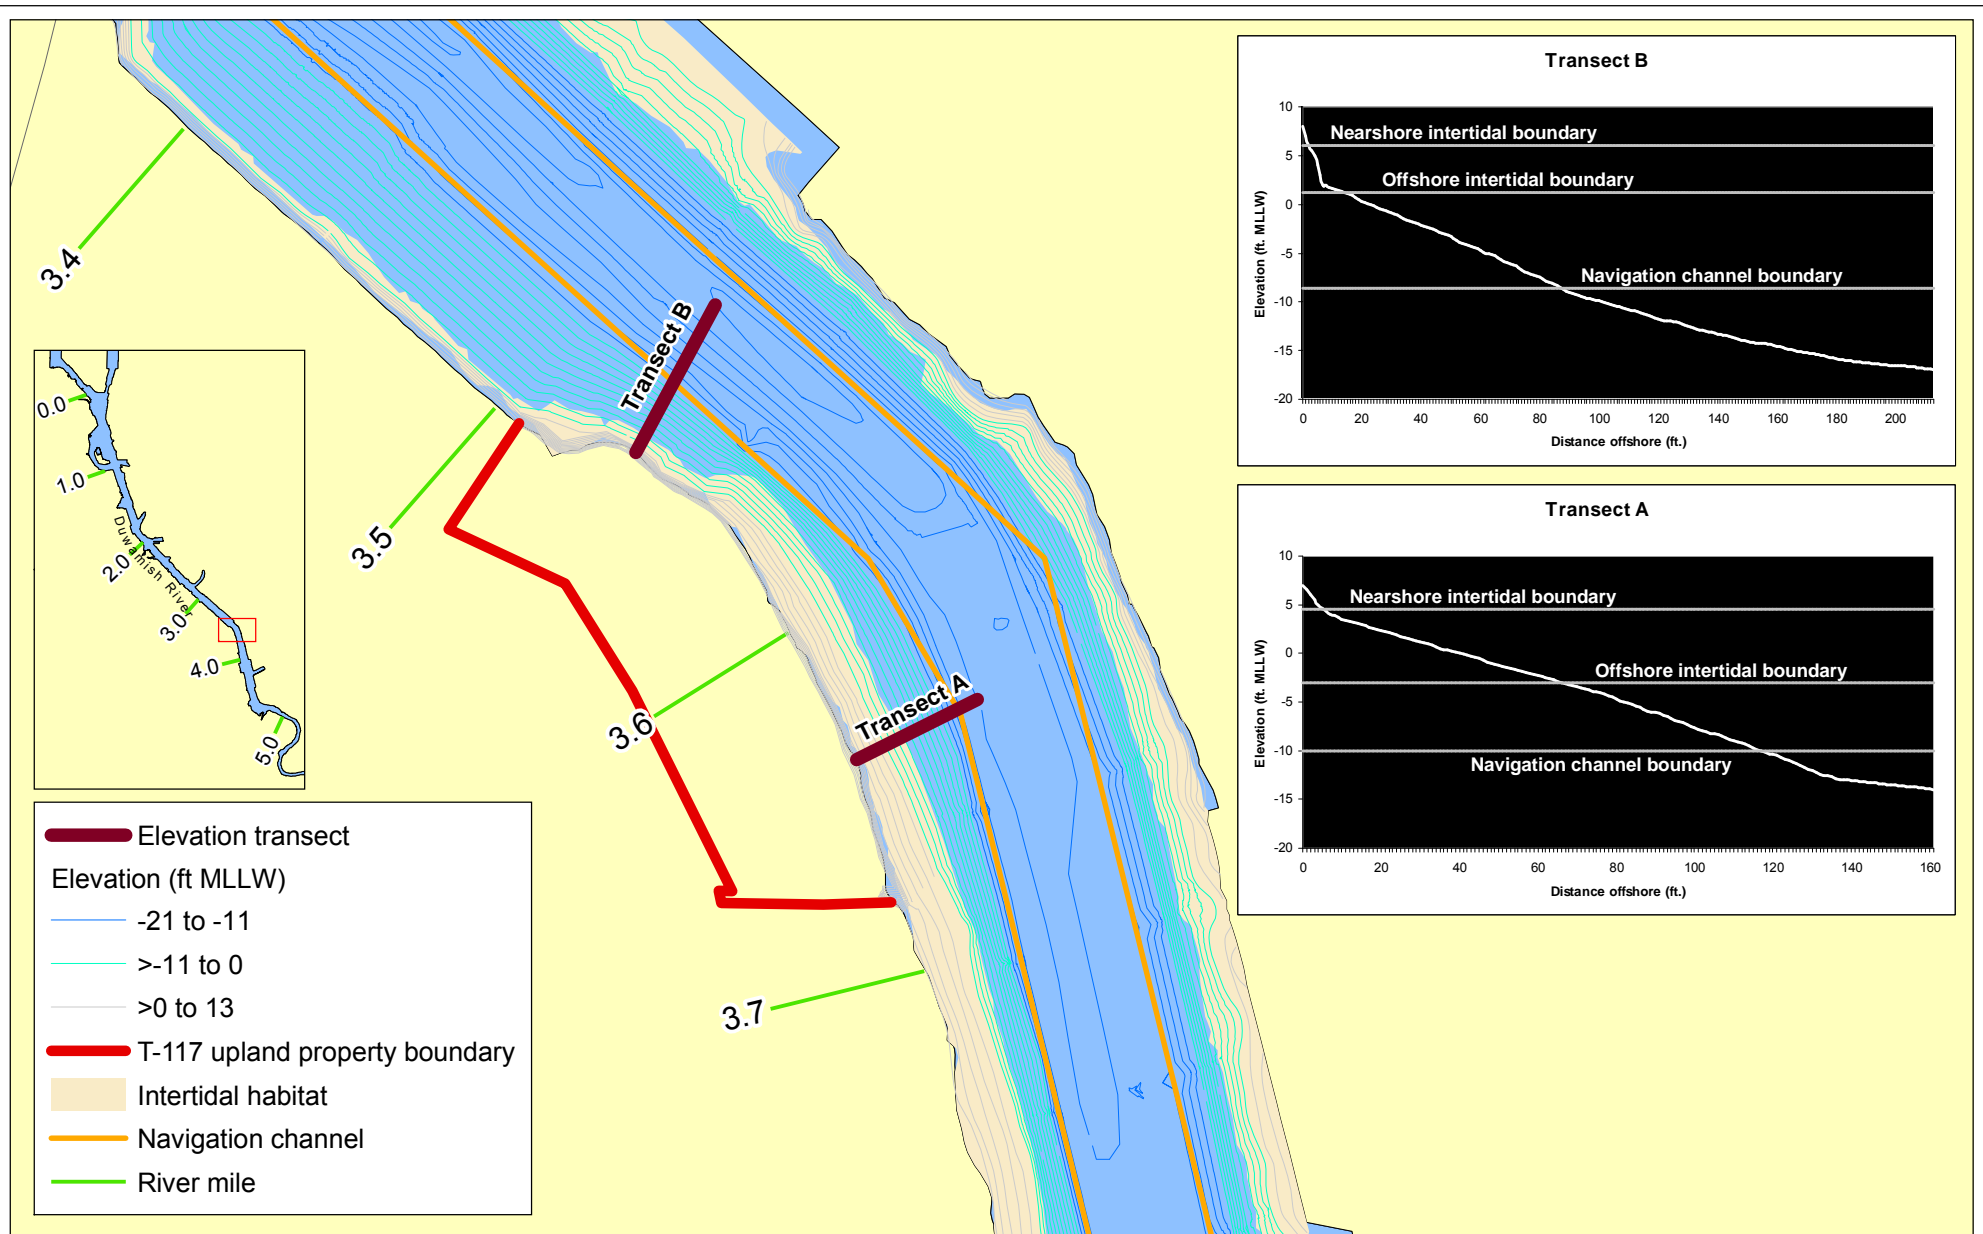 3.4
3.5
3.6
3.7
Transect B
Transect A
0.0
1.0
2.0
3.0
4.0
5.0
Duwamish River
Elevation transect
Elevation (ft MLLW)
-21 to -11
>-11 to 0
>0 to 13
T-117 upland property boundary
Intertidal habitat
Navigation channel
River mile
Transect B
Elevation (ft. MLLW)
10
5
0
-5
-10
-15
-20
Nearshore intertidal boundary
Offshore intertidal boundary
Navigation channel boundary
0 20 40 60 80 100 120 140 160 180 200
Distance offshore (ft.)
Transect A
Elevation (ft. MLLW)
10
5
0
-5
-10
-15
-20
Nearshore intertidal boundary
Offshore intertidal boundary
Navigation channel boundary
0 20 40 60 80 100 120 140 160
Distance offshore (ft.)